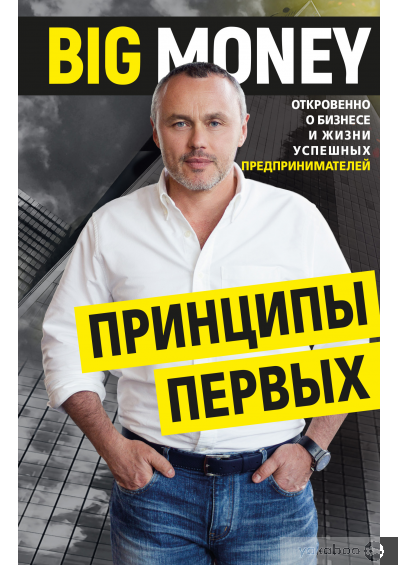 BIG MONEY
ОТКРОВЕННО
О БИЗНЕСЕ
И ЖИЗНИ
УСПЕШНЫХ
ПРЕДПРИНИМАТЕЛЕЙ
ПРИНЦИПЫ
ПЕРВЫХ